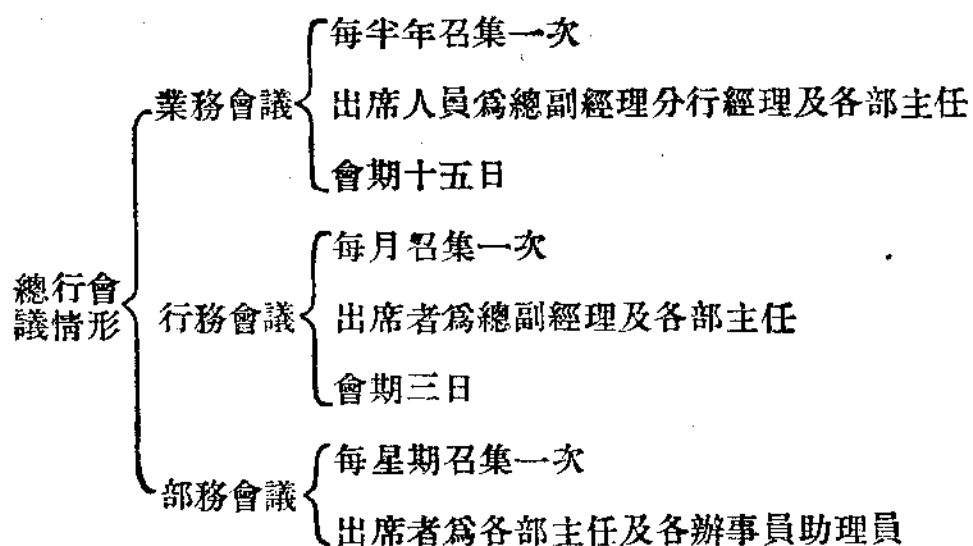 總行會
議情形
業務會議
每半年召集一次
出席人員爲總副經理分行經理及各部主任
會期十五日
行務會議
每月召集一次
出席者爲總副經理及各部主任
會期三日
部務會議
每星期召集一次
出席者爲各部主任及各辦事員助理員